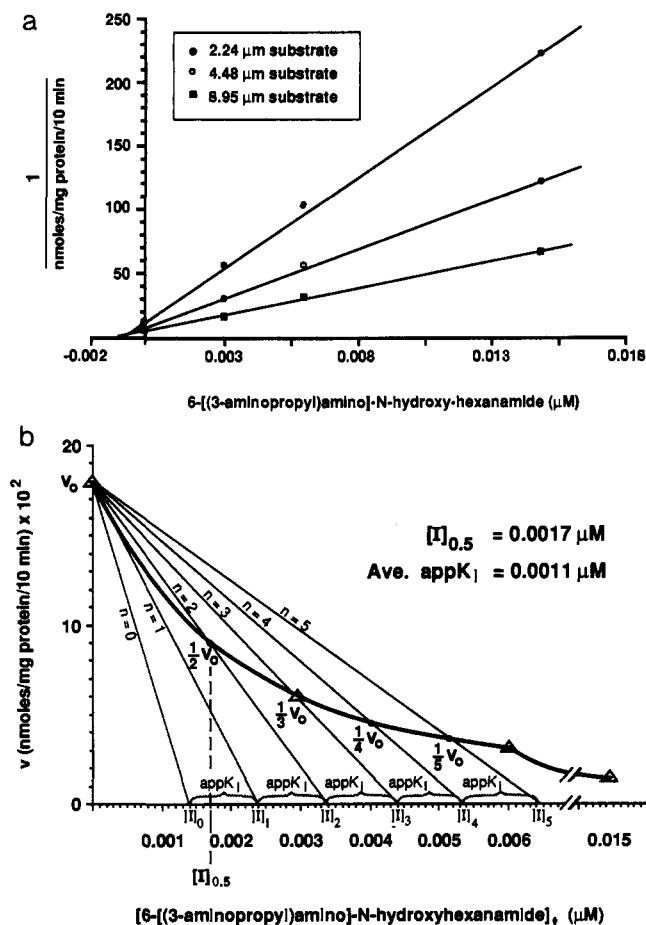 a
2.24 μm substrate
4.48 μm substrate
8.95 μm substrate
1
nmoles/mg protein/10 min
250
200
150
100
50
-0.002 0.003 0.008 0.013 0.018
6-[(3-aminopropyl)amino]-N-hydroxy-hexanamide (μM)
b
v (nmoles/mg protein/10 min) x 10²
20
Vo
10
0
[I]0.5 = 0.0017 μM
Ave. appKI = 0.0011 μM
n=0 n=1 n=2 n=3 n=4 n=5
1/2 Vo
1/3 Vo
1/4 Vo
1/5 Vo
appKI appKI appKI appKI appKI
[I]0 [I]1 [I]2 [I]3 [I]4 [I]5
0.001 0.002 0.003 0.004 0.005 0.006 0.015
[I]0.5
[6-[(3-aminopropyl)amino]-N-hydroxyhexanamide]t (μM)